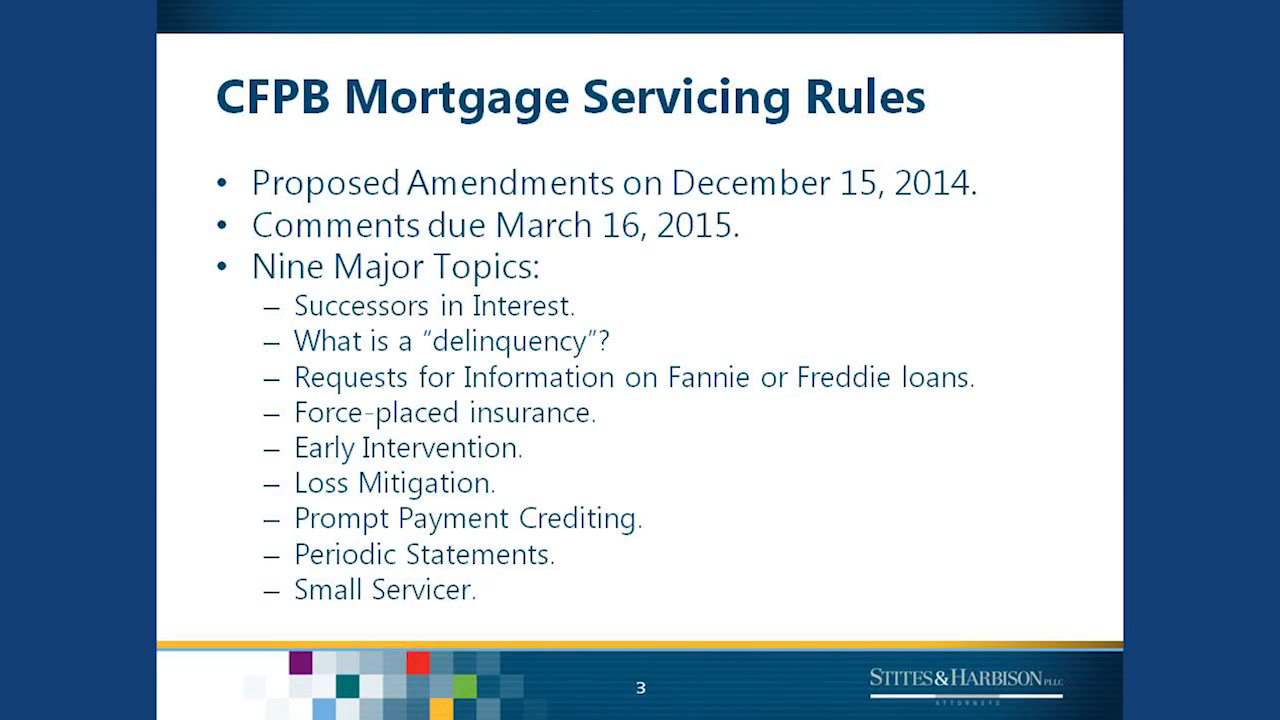 CFPB Mortgage Servicing Rules
• Proposed Amendments on December 15, 2014.
• Comments due March 16, 2015.
• Nine Major Topics:
– Successors in Interest.
– What is a “delinquency”?
– Requests for Information on Fannie or Freddie loans.
– Force-placed insurance.
– Early Intervention.
– Loss Mitigation.
– Prompt Payment Crediting.
– Periodic Statements.
– Small Servicer.
3
STITES & HARBISON PLLC
ATTORNEYS